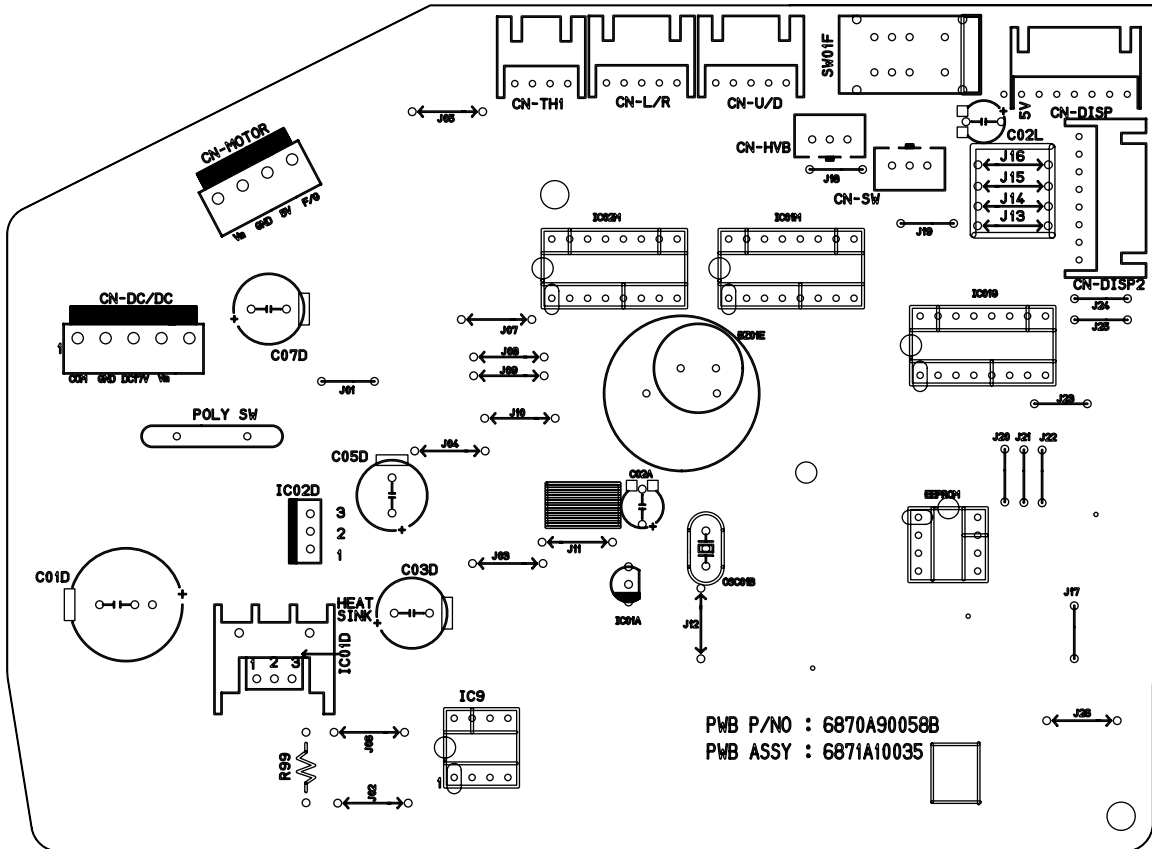 SW01F
CN-TH1
CN-L/R
CN-U/D
5V
CN-DISP
J05
CN-MOTOR
C02L
CN-HVB
J16
J18
J15
CN-SW
J14
J13
Vm GND 5V F/G
IC02M
IC01M
J19
CN-DISP2
CN-DC/DC
J24
J25
1
COM GND DC17V Vm
C07D
J07
J08
J09
BZ01E
J01
J10
J23
POLY SW
J04
J20
J21
J22
C05D
C02A
IC02D
EEPROM
3
2
1
J11
J03
C01D
C03D
OSC01B
HEAT
SINK
IC01D
IC01A
J12
J17
1 2 3
IC9
J26
PWB P/NO : 6870A90058B
PWB ASSY : 6871A10035
R99
1
J02